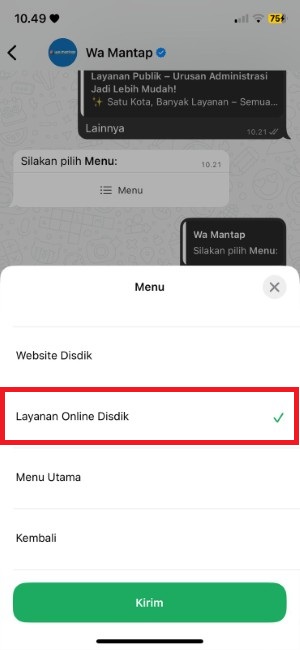 10.49
75
Wa Mantap
Layanan Publik – Urusan Administrasi
Jadi Lebih Mudah!
✨ Satu Kota, Banyak Layanan – Semua...
Lainnya
10.21
Silakan pilih Menu:
10.21
Menu
Wa Mantap
Silakan pilih Menu:
Menu
Website Disdik
Layanan Online Disdik
Menu Utama
Kembali
Kirim